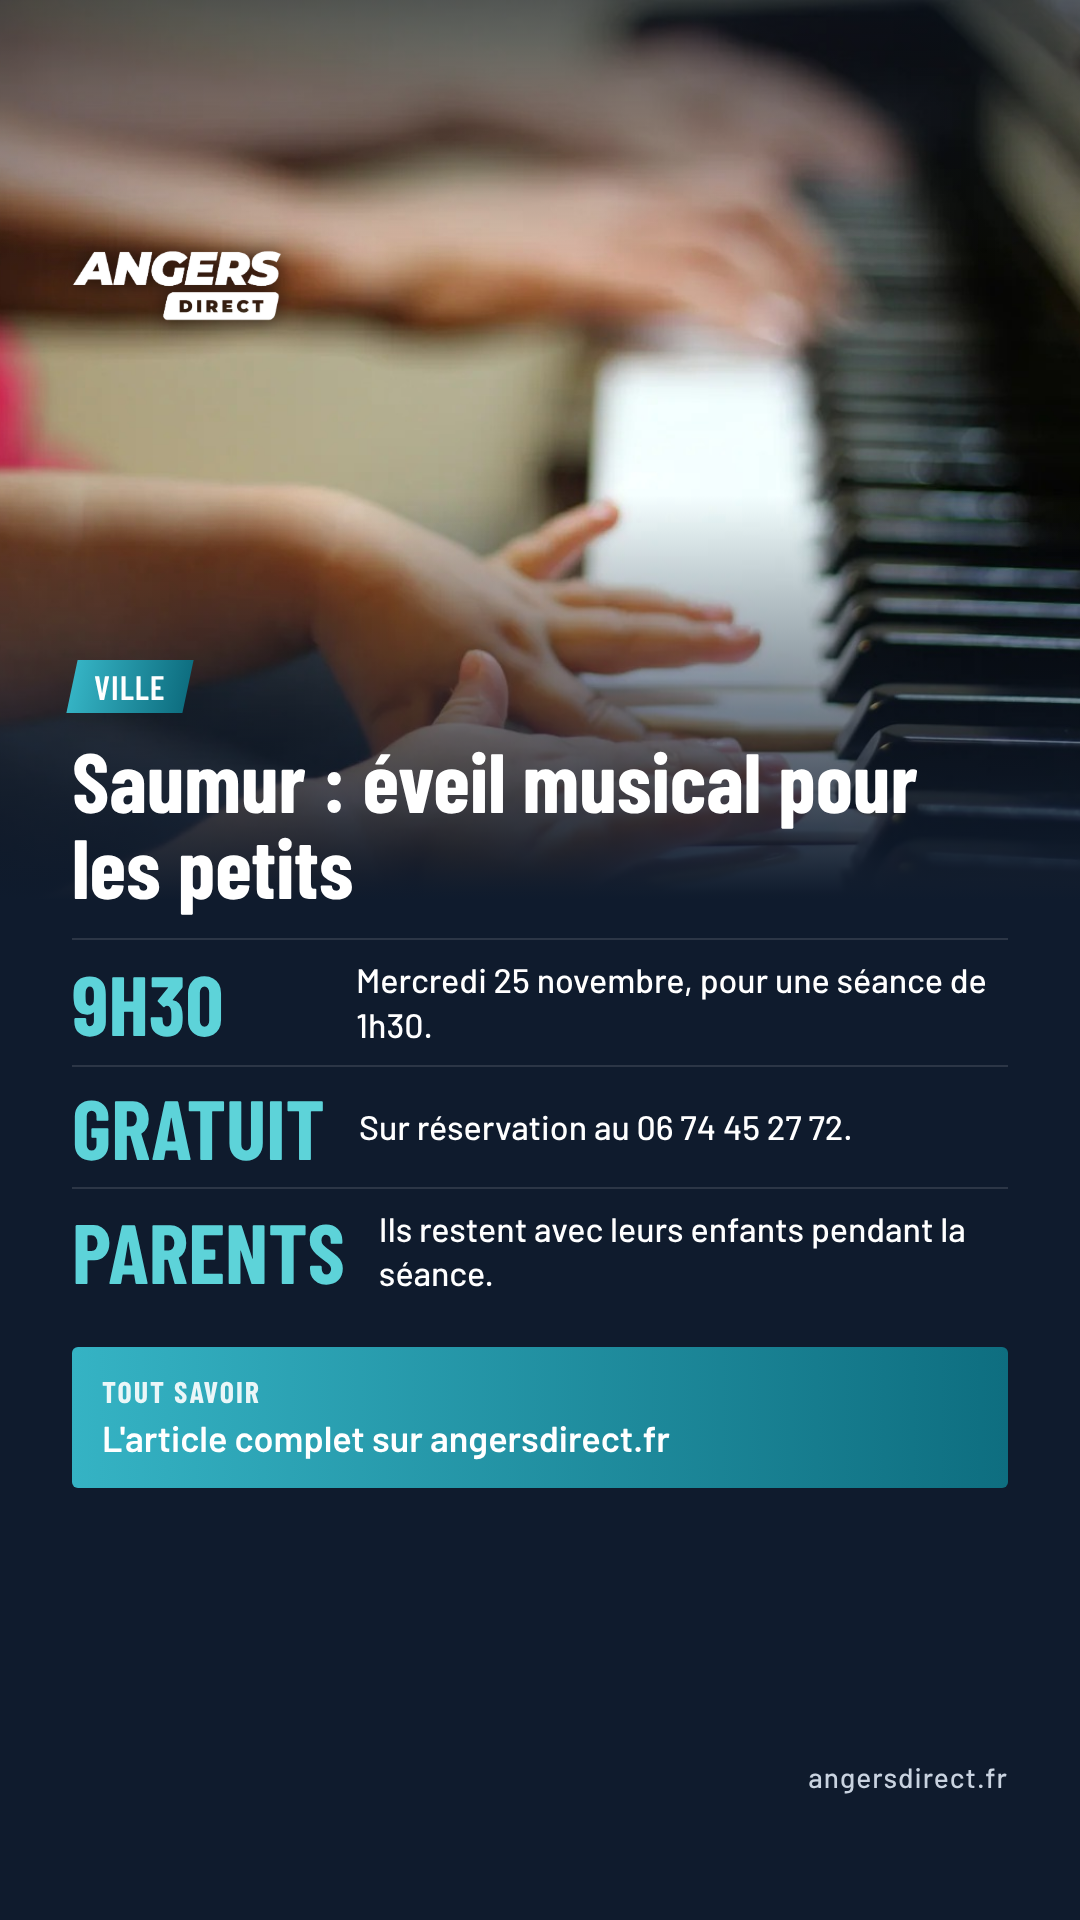 ANGERS
DIRECT
VILLE
Saumur : éveil musical pour
les petits
9H30
Mercredi 25 novembre, pour une séance de
1h30.
GRATUIT
Sur réservation au 06 74 45 27 72.
PARENTS
Ils restent avec leurs enfants pendant la
séance.
TOUT SAVOIR
L'article complet sur angersdirect.fr
angersdirect.fr